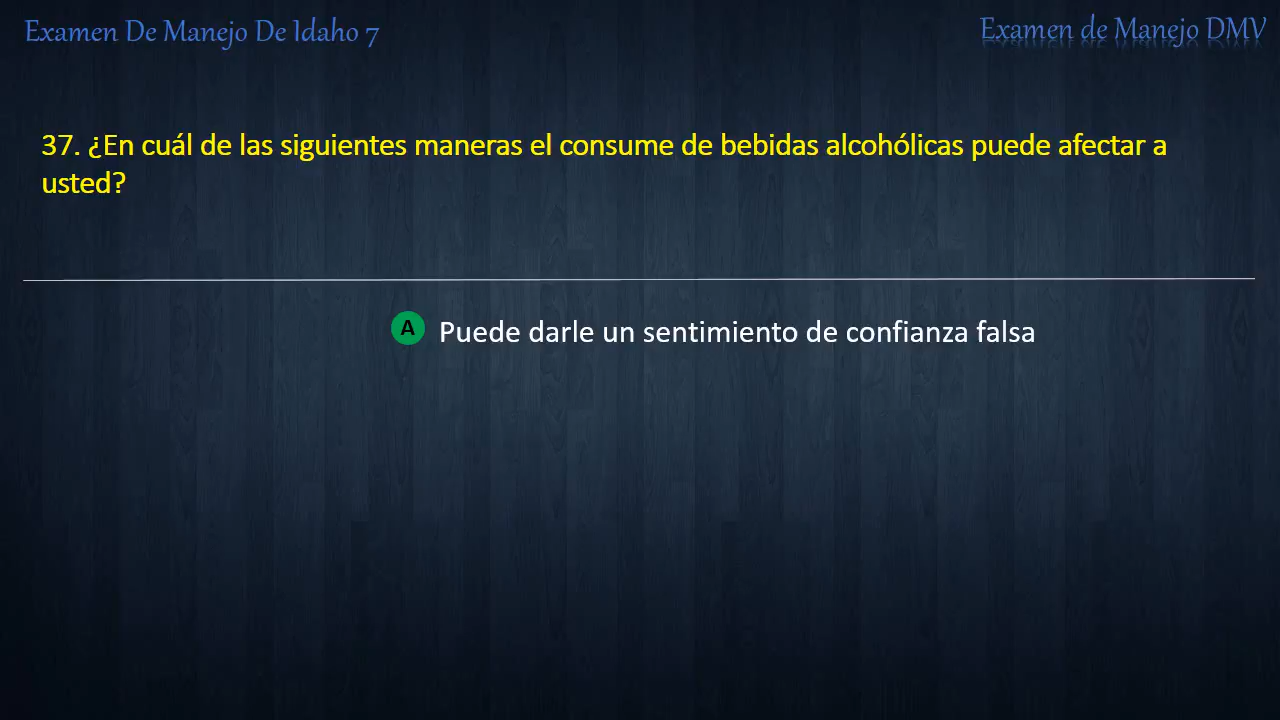 Examen De Manejo De Idaho 7
Examen de Manejo DMV
37. ¿En cuál de las siguientes maneras el consume de bebidas alcohólicas puede afectar a
usted?
A Puede darle un sentimiento de confianza falsa